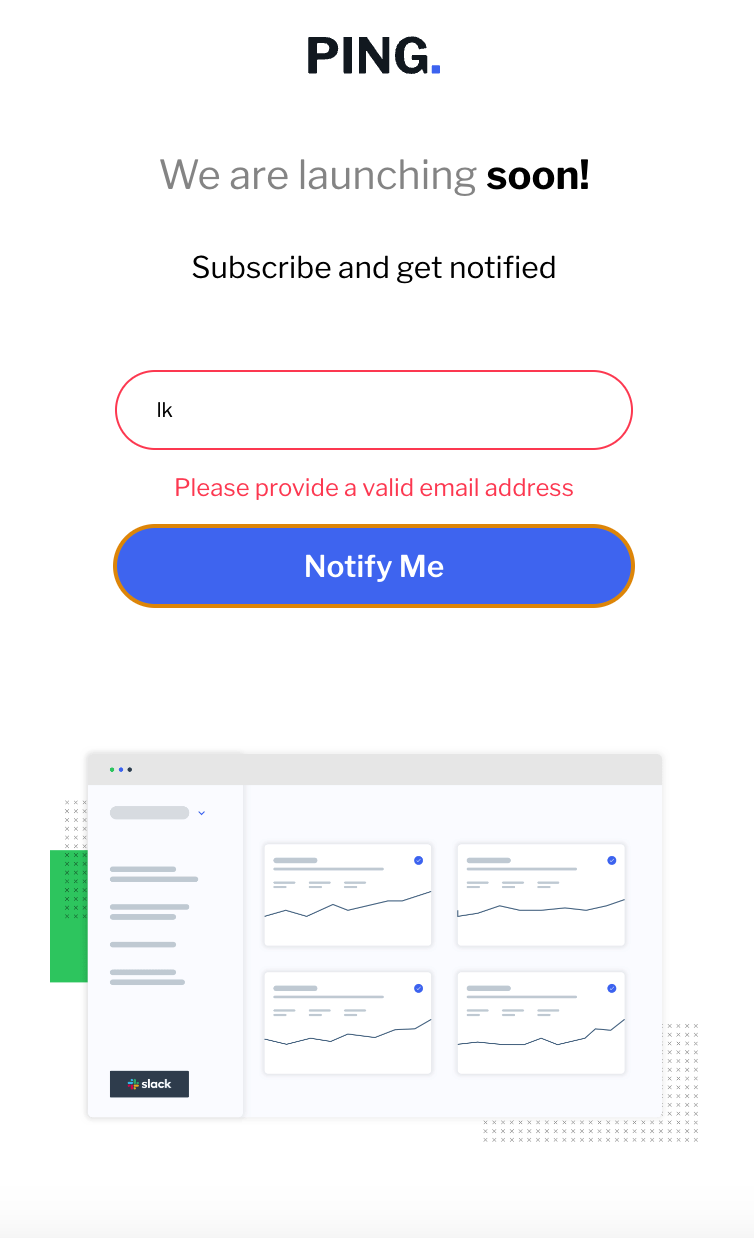 PING.
We are launching soon!
Subscribe and get notified
lk
Please provide a valid email address
Notify Me
slack